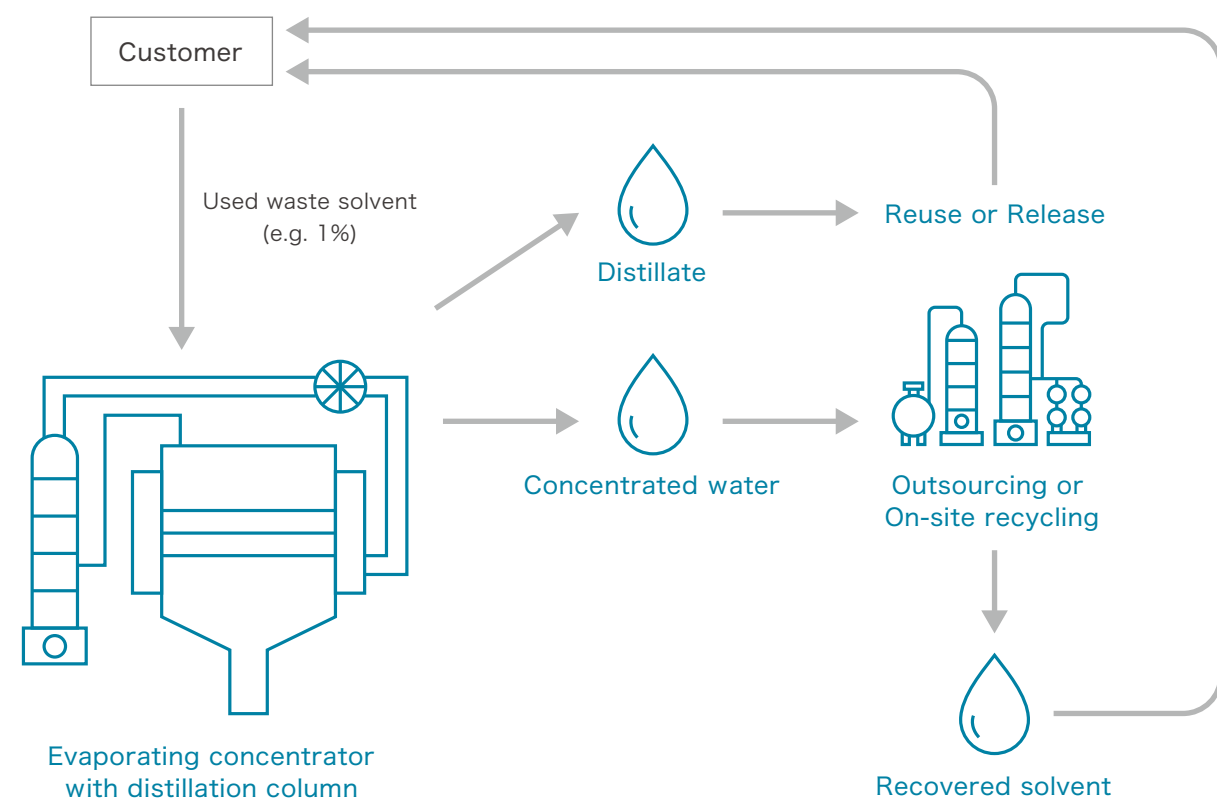 Customer
Used waste solvent
(e.g. 1%)
Distillate
Reuse or Release
Concentrated water
Outsourcing or
On-site recycling
Evaporating concentrator
with distillation column
Recovered solvent